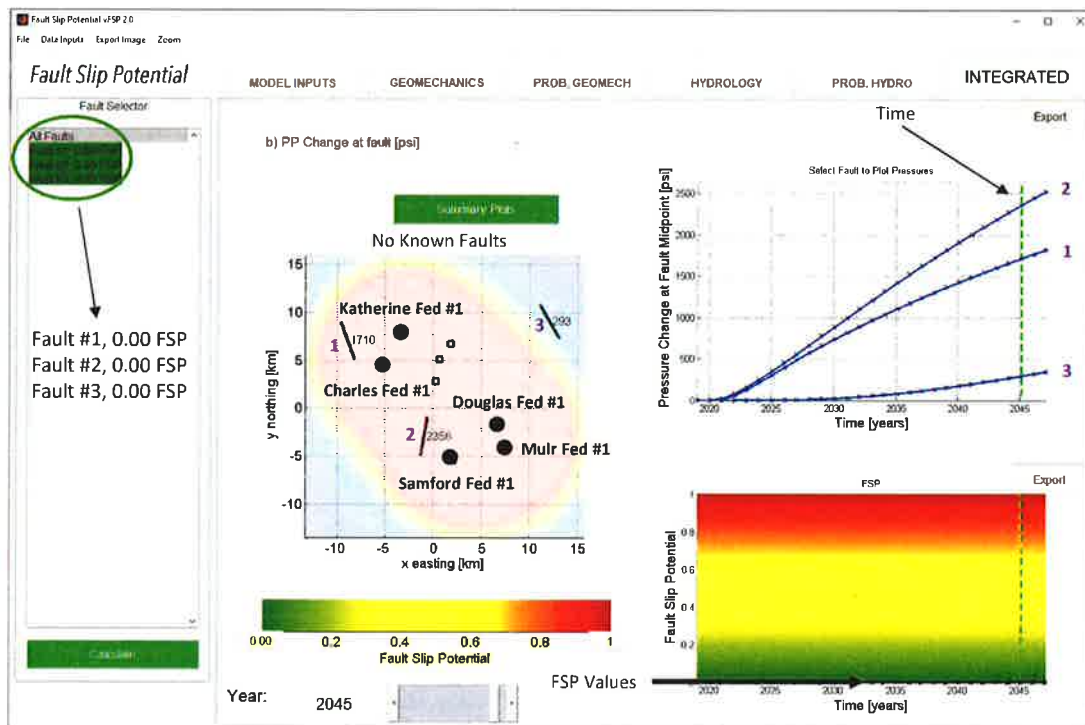 Fault Slip Potential vFSP 2.0
File Data Inputs Export Image Zoom
Fault Slip Potential
MODEL INPUTS GEOMECHANICS PROB. GEOMECH HYDROLOGY PROB. HYDRO INTEGRATED
Fault Selector
All Faults
Fault #1, 0.00 FSP
Fault #2, 0.00 FSP
Fault #3, 0.00 FSP
Calculate
b) PP Change at fault [psi]
Summary Plots
No Known Faults
15
10
5
0
-5
-10
y northing [km]
-10 -5 0 5 10 15
x easting [km]
Katherine Fed #1
1 1710
Charles Fed #1
3 293
Douglas Fed #1
2 2356
Muir Fed #1
Samford Fed #1
0.00 0.2 0.4 0.6 0.8 1
Fault Slip Potential
Year: 2045
Time
Export
Select Fault to Plot Pressures
Pressure Change at Fault Midpoint [psi]
2500
2000
1500
1000
500
0
2
1
3
2020 2025 2030 2035 2040 2045
Time [years]
Export
FSP
Fault Slip Potential
1
0.8
0.6
0.4
0.2
FSP Values
2020 2025 2030 2035 2040 2045
Time [years]